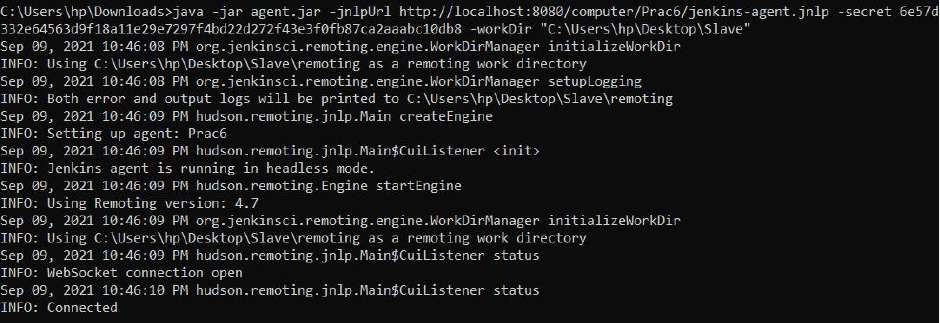 C:\Users\hp\Downloads>java -jar agent.jar -jnlpUrl http://localhost:8080/computer/Prac6/jenkins-agent.jnlp -secret 6e57d
332e64563d9f18a11e29e7297f4bd22d272f43e3f0fb87ca2aaabc10db8 -workDir "C:\Users\hp\Desktop\Slave"
Sep 09, 2021 10:46:08 PM org.jenkinsci.remoting.engine.WorkDirManager initializeWorkDir
INFO: Using C:\Users\hp\Desktop\Slave\remoting as a remoting work directory
Sep 09, 2021 10:46:08 PM org.jenkinsci.remoting.engine.WorkDirManager setupLogging
INFO: Both error and output logs will be printed to C:\Users\hp\Desktop\Slave\remoting
Sep 09, 2021 10:46:09 PM hudson.remoting.jnlp.Main createEngine
INFO: Setting up agent: Prac6
Sep 09, 2021 10:46:09 PM hudson.remoting.jnlp.Main$CuiListener <init>
INFO: Jenkins agent is running in headless mode.
Sep 09, 2021 10:46:09 PM hudson.remoting.Engine startEngine
INFO: Using Remoting version: 4.7
Sep 09, 2021 10:46:09 PM org.jenkinsci.remoting.engine.WorkDirManager initializeWorkDir
INFO: Using C:\Users\hp\Desktop\Slave\remoting as a remoting work directory
Sep 09, 2021 10:46:09 PM hudson.remoting.jnlp.Main$CuiListener status
INFO: WebSocket connection open
Sep 09, 2021 10:46:10 PM hudson.remoting.jnlp.Main$CuiListener status
INFO: Connected